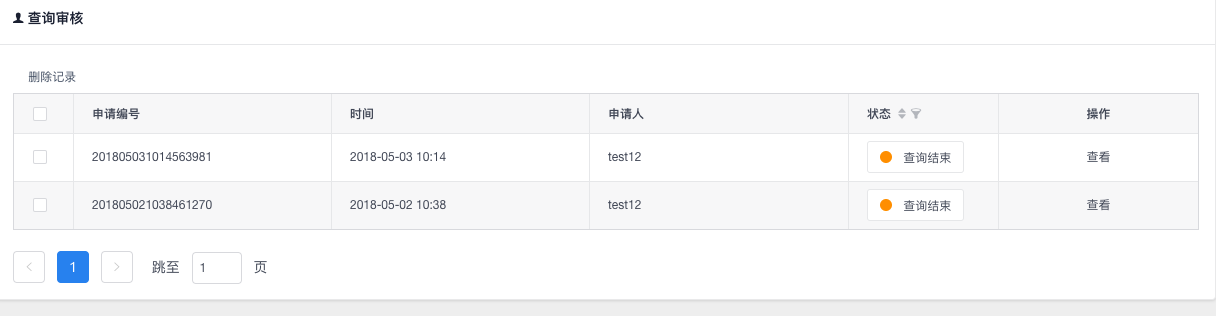 查询审核
删除记录
申请编号 时间 申请人 状态 操作
201805031014563981 2018-05-03 10:14 test12 查询结束 查看
201805021038461270 2018-05-02 10:38 test12 查询结束 查看
< 1 > 跳至 1 页